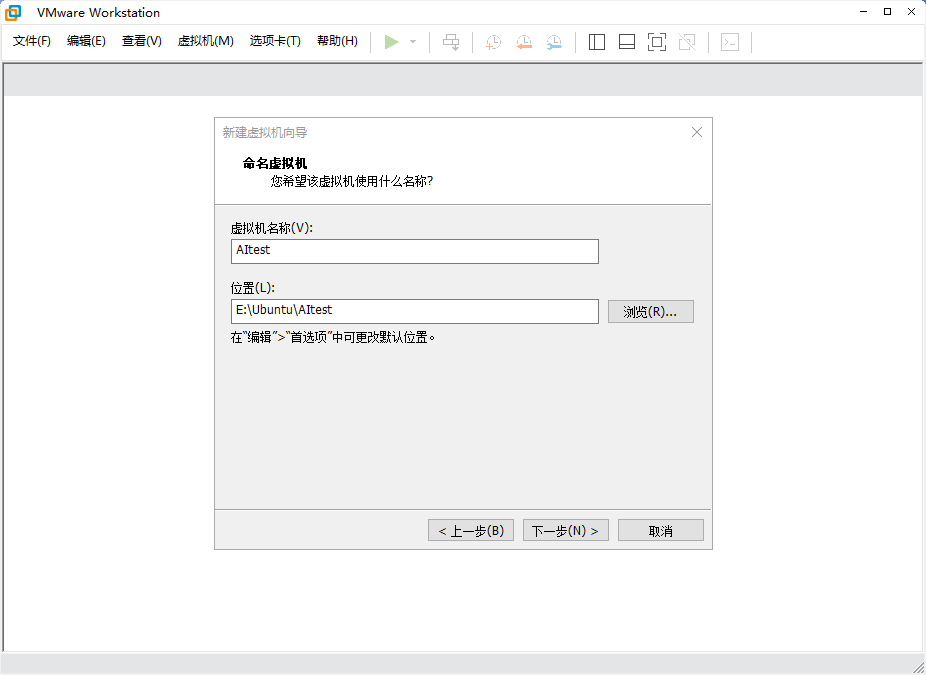 VMware Workstation
文件(F) 编辑(E) 查看(V) 虚拟机(M) 选项卡(T) 帮助(H)
新建虚拟机向导
命名虚拟机
您希望该虚拟机使用什么名称?
虚拟机名称(V):
AItest
位置(L):
E:\Ubuntu\AItest
浏览(R)...
在“编辑”>“首选项”中可更改默认位置。
< 上一步(B) 下一步(N) > 取消